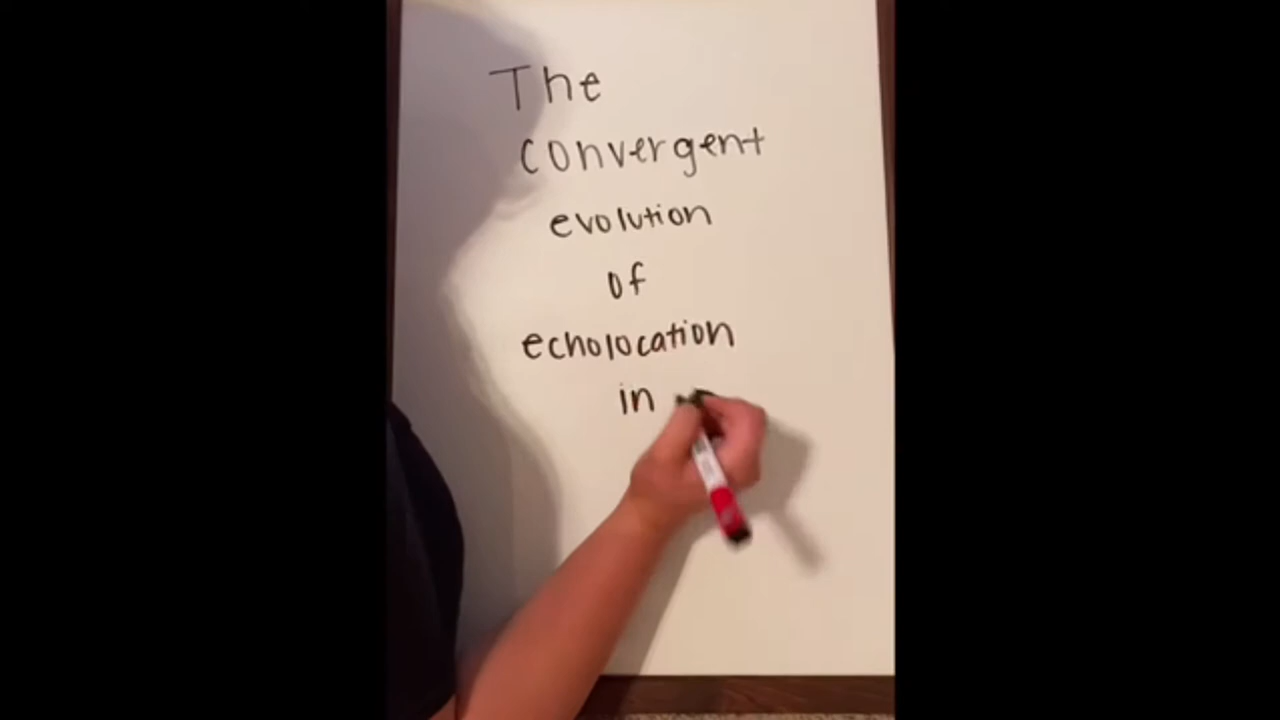 The
convergent
evolution
of
echolocation
in